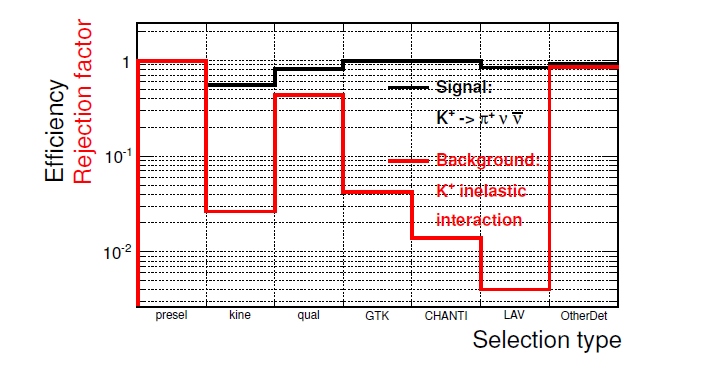 Efficiency
Rejection factor
1
10⁻¹
10⁻²
Signal:
K⁺ -> π⁺ ν ν̅
Background:
K⁺ inelastic
interaction
presel kine qual GTK CHANTI LAV OtherDet
Selection type